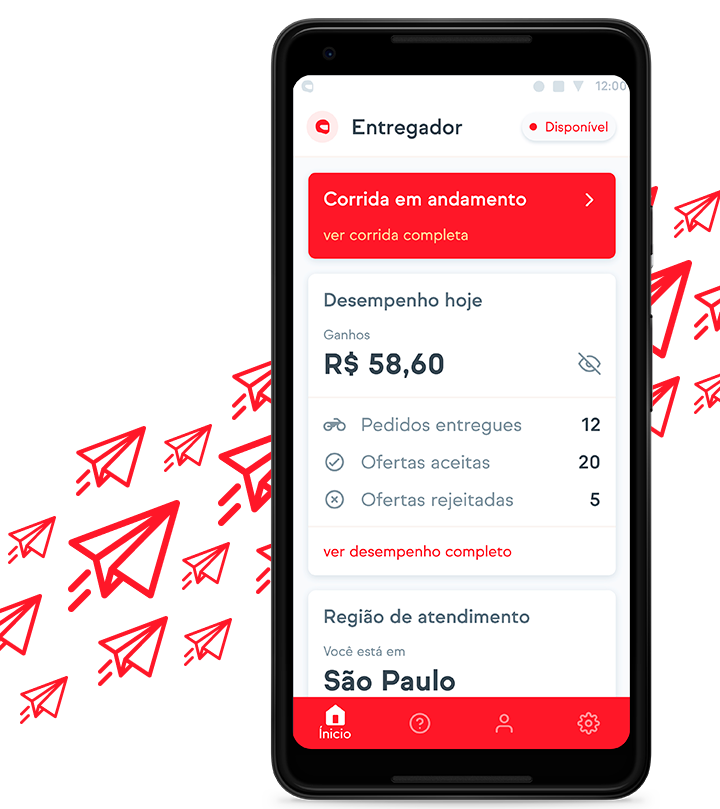 12:00
Entregador
Disponível
Corrida em andamento
ver corrida completa
Desempenho hoje
Ganhos
R$ 58,60
Pedidos entregues 12
Ofertas aceitas 20
Ofertas rejeitadas 5
ver desempenho completo
Região de atendimento
Você está em
São Paulo
Ínicio